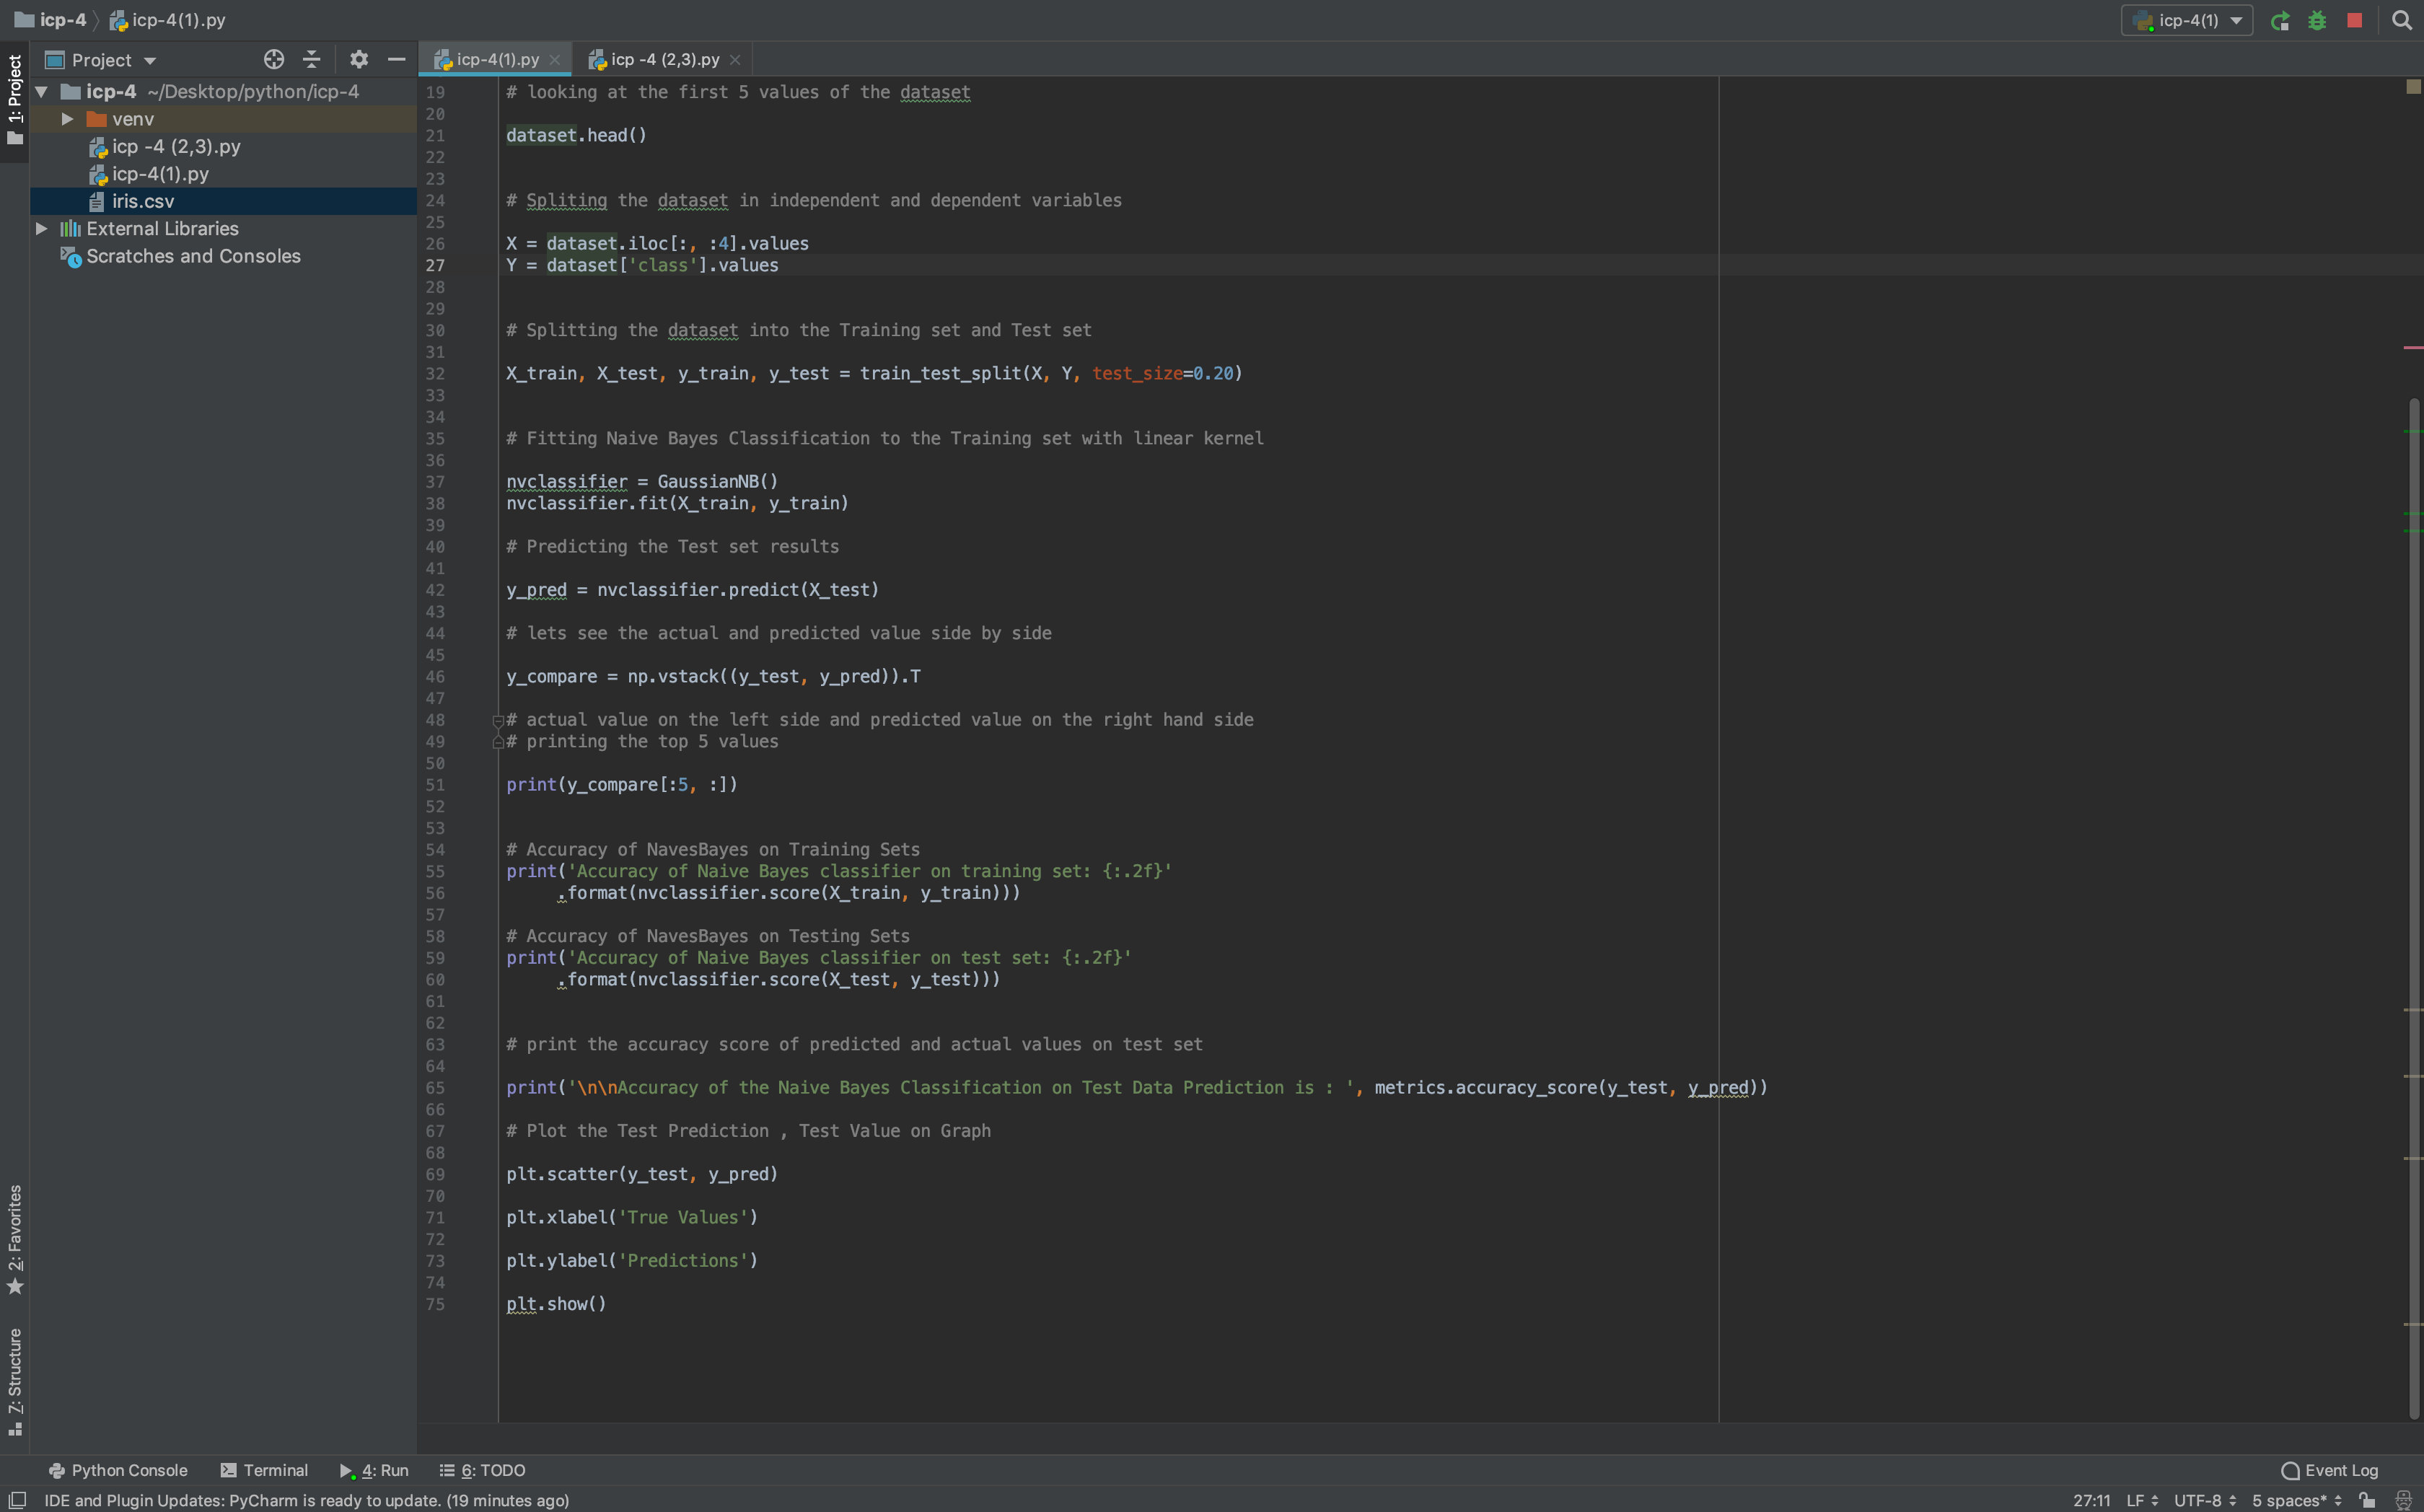 icp-4 icp-4(1).py icp-4(1)
1: Project
Project
icp-4(1).py icp -4 (2,3).py
icp-4 ~/Desktop/python/icp-4
venv
icp -4 (2,3).py
icp-4(1).py
iris.csv
External Libraries
Scratches and Consoles
19 # looking at the first 5 values of the dataset
20
21 dataset.head()
22
23
24 # Spliting the dataset in independent and dependent variables
25
26 X = dataset.iloc[:, :4].values
27 Y = dataset['class'].values
28
29
30 # Splitting the dataset into the Training set and Test set
31
32 X_train, X_test, y_train, y_test = train_test_split(X, Y, test_size=0.20)
33
34
35 # Fitting Naive Bayes Classification to the Training set with linear kernel
36
37 nvclassifier = GaussianNB()
38 nvclassifier.fit(X_train, y_train)
39
40 # Predicting the Test set results
41
42 y_pred = nvclassifier.predict(X_test)
43
44 # lets see the actual and predicted value side by side
45
46 y_compare = np.vstack((y_test, y_pred)).T
47
48 # actual value on the left side and predicted value on the right hand side
49 # printing the top 5 values
50
51 print(y_compare[:5, :])
52
53
54 # Accuracy of NavesBayes on Training Sets
55 print('Accuracy of Naive Bayes classifier on training set: {:.2f}'
56 .format(nvclassifier.score(X_train, y_train)))
57
58 # Accuracy of NavesBayes on Testing Sets
59 print('Accuracy of Naive Bayes classifier on test set: {:.2f}'
60 .format(nvclassifier.score(X_test, y_test)))
61
62
63 # print the accuracy score of predicted and actual values on test set
64
65 print('\n\nAccuracy of the Naive Bayes Classification on Test Data Prediction is : ', metrics.accuracy_score(y_test, y_pred))
66
67 # Plot the Test Prediction , Test Value on Graph
68
69 plt.scatter(y_test, y_pred)
70
71 plt.xlabel('True Values')
72
73 plt.ylabel('Predictions')
74
75 plt.show()
2: Favorites
7: Structure
Python Console Terminal 4: Run 6: TODO Event Log
IDE and Plugin Updates: PyCharm is ready to update. (19 minutes ago) 27:11 LF UTF-8 5 spaces*